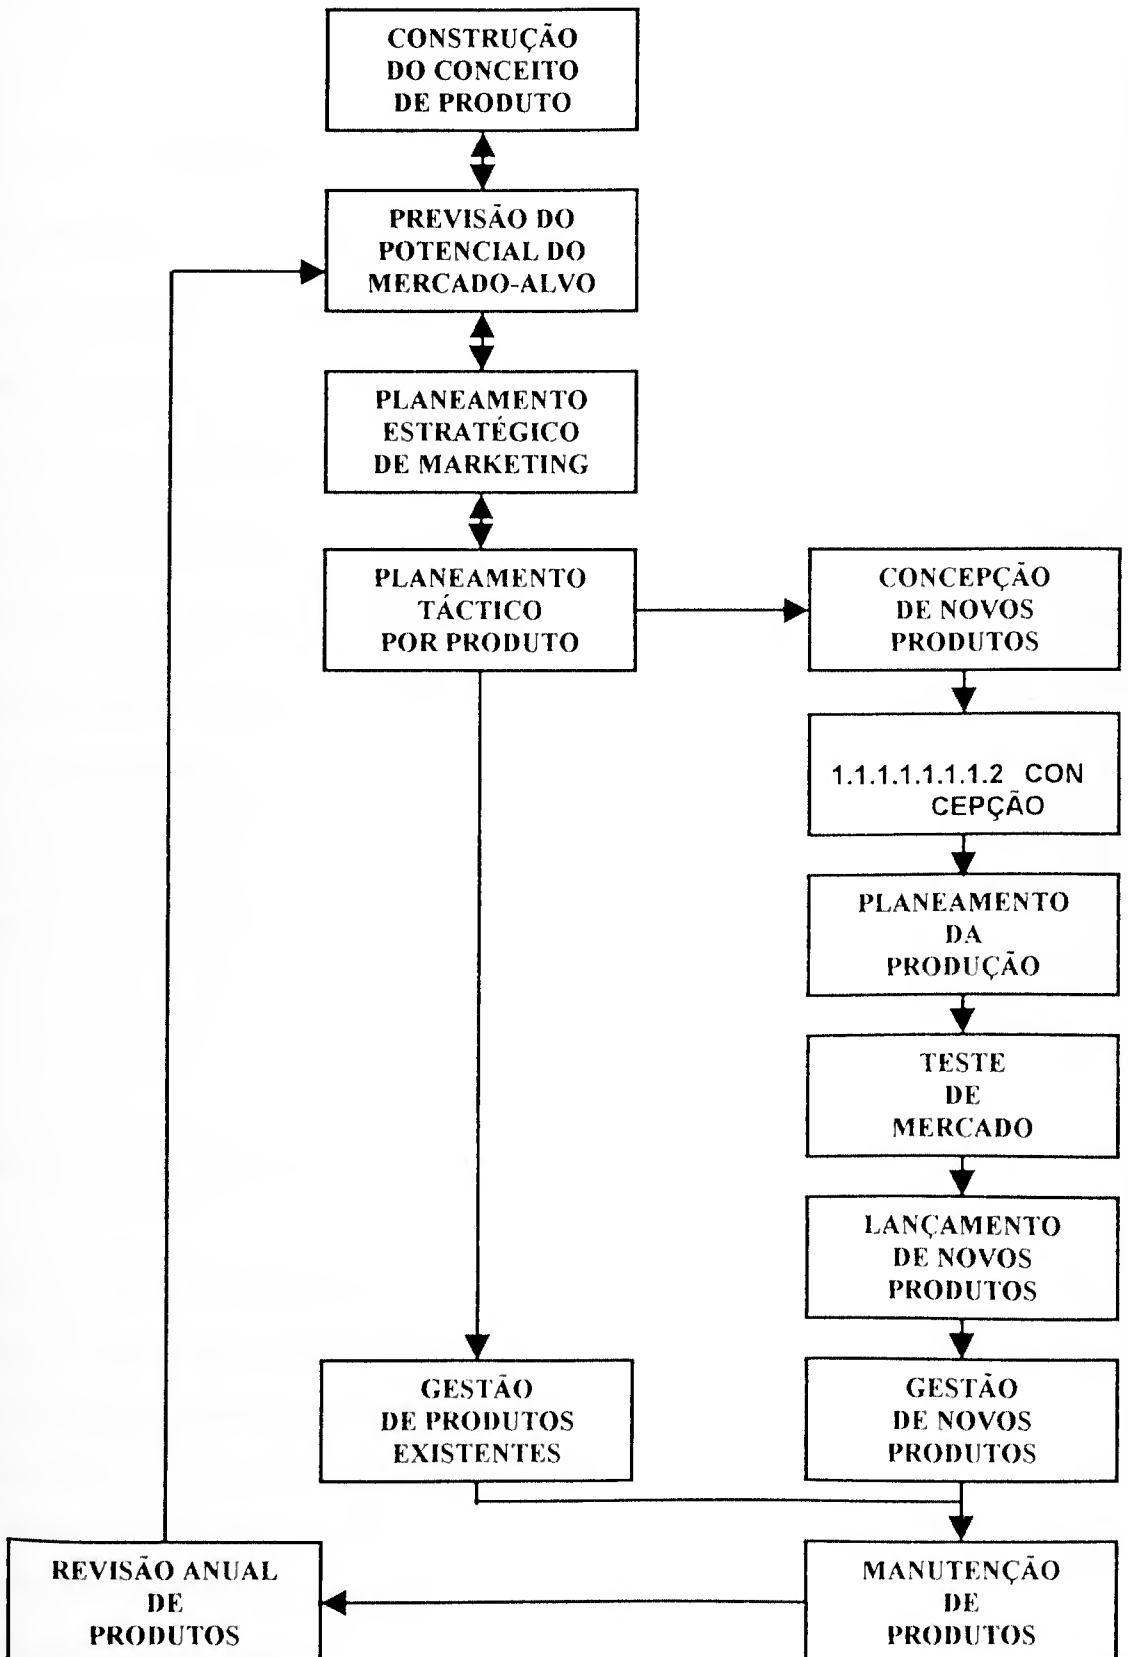 CONSTRUÇÃO
DO CONCEITO
DE PRODUTO
PREVISÃO DO
POTENCIAL DO
MERCADO-ALVO
PLANEAMENTO
ESTRATÉGICO
DE MARKETING
PLANEAMENTO
TÁCTICO
POR PRODUTO
CONCEPÇÃO
DE NOVOS
PRODUTOS
1.1.1.1.1.1.1.2 CON
CEPÇÃO
PLANEAMENTO
DA
PRODUÇÃO
TESTE
DE
MERCADO
LANÇAMENTO
DE NOVOS
PRODUTOS
GESTÃO
DE PRODUTOS
EXISTENTES
GESTÃO
DE NOVOS
PRODUTOS
REVISÃO ANUAL
DE
PRODUTOS
MANUTENÇÃO
DE
PRODUTOS